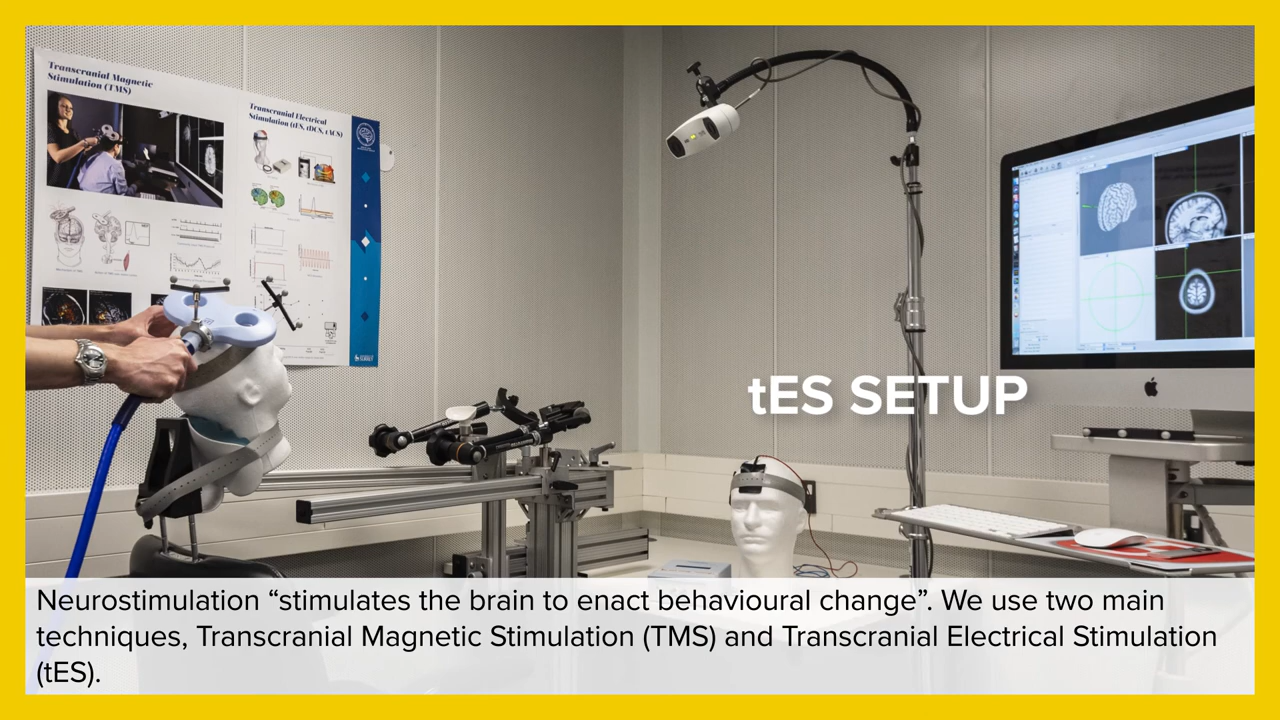 Transcranial Magnetic
Stimulation (TMS)
Transcranial Electrical
Stimulation (tES, tDCS, tACS)
tES SETUP
Neurostimulation “stimulates the brain to enact behavioural change”. We use two main
techniques, Transcranial Magnetic Stimulation (TMS) and Transcranial Electrical Stimulation
(tES).